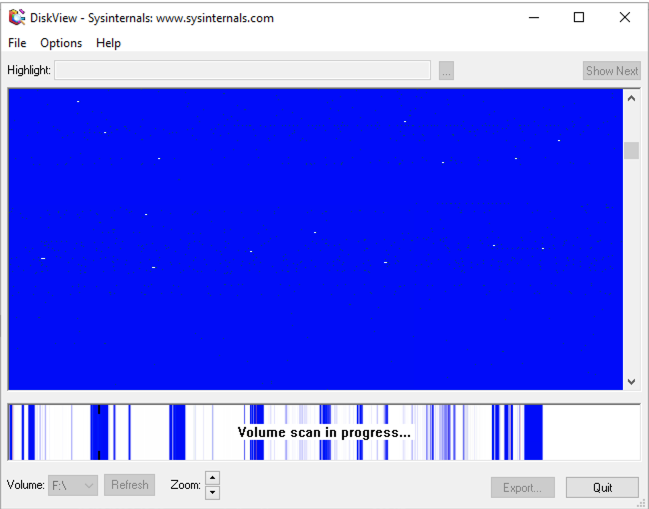 DiskView - Sysinternals: www.sysinternals.com
File Options Help
Highlight: ... Show Next
Volume scan in progress...
Volume: F:\ Refresh Zoom: Export... Quit